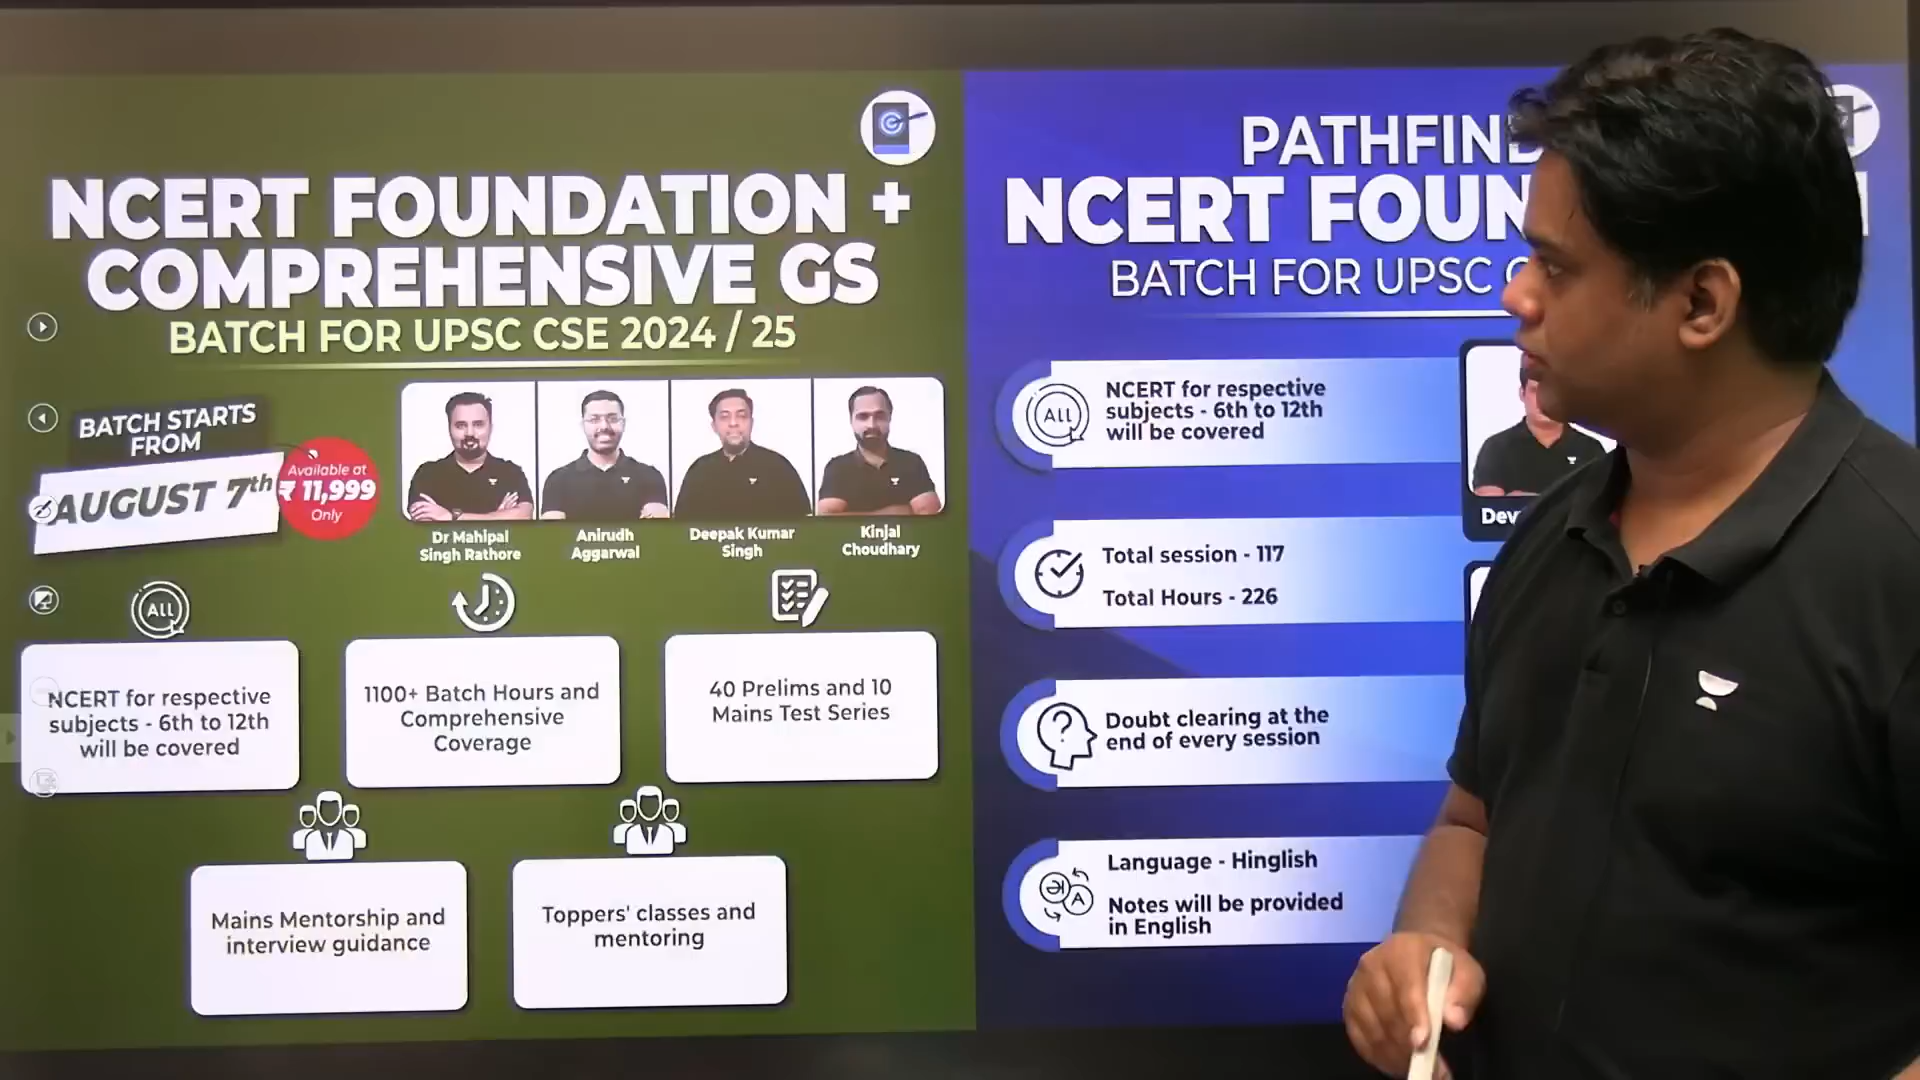 NCERT FOUNDATION +
COMPREHENSIVE GS
BATCH FOR UPSC CSE 2024 / 25
BATCH STARTS
FROM
AUGUST 7th
Available at
₹ 11,999
Only
Dr Mahipal
Singh Rathore
Anirudh
Aggarwal
Deepak Kumar
Singh
Kinjal
Choudhary
ALL
NCERT for respective
subjects - 6th to 12th
will be covered
1100+ Batch Hours and
Comprehensive
Coverage
40 Prelims and 10
Mains Test Series
Mains Mentorship and
interview guidance
Toppers' classes and
mentoring
BATCH FOR UPSC
ALL
NCERT for respective
subjects - 6th to 12th
will be covered
Total session - 117
Total Hours - 226
Doubt clearing at the
end of every session
Language - Hinglish
Notes will be provided
in English
NCERT